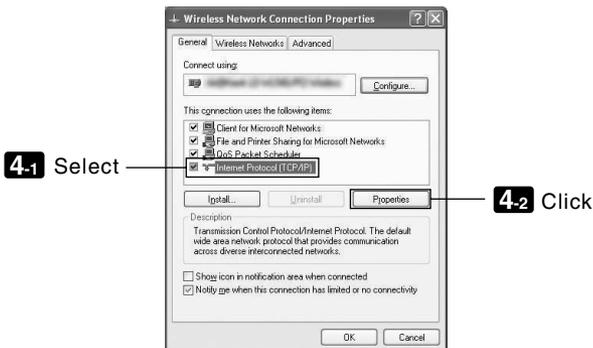 Wireless Network Connection Properties
General Wireless Networks Advanced
Connect using:
Configure...
This connection uses the following items:
Client for Microsoft Networks
File and Printer Sharing for Microsoft Networks
QoS Packet Scheduler
4-1 Select
Internet Protocol (TCP/IP)
Install... Uninstall Properties
4-2 Click
Description
Transmission Control Protocol/Internet Protocol. The default
wide area network protocol that provides communication
across diverse interconnected networks.
Show icon in notification area when connected
Notify me when this connection has limited or no connectivity
OK Cancel